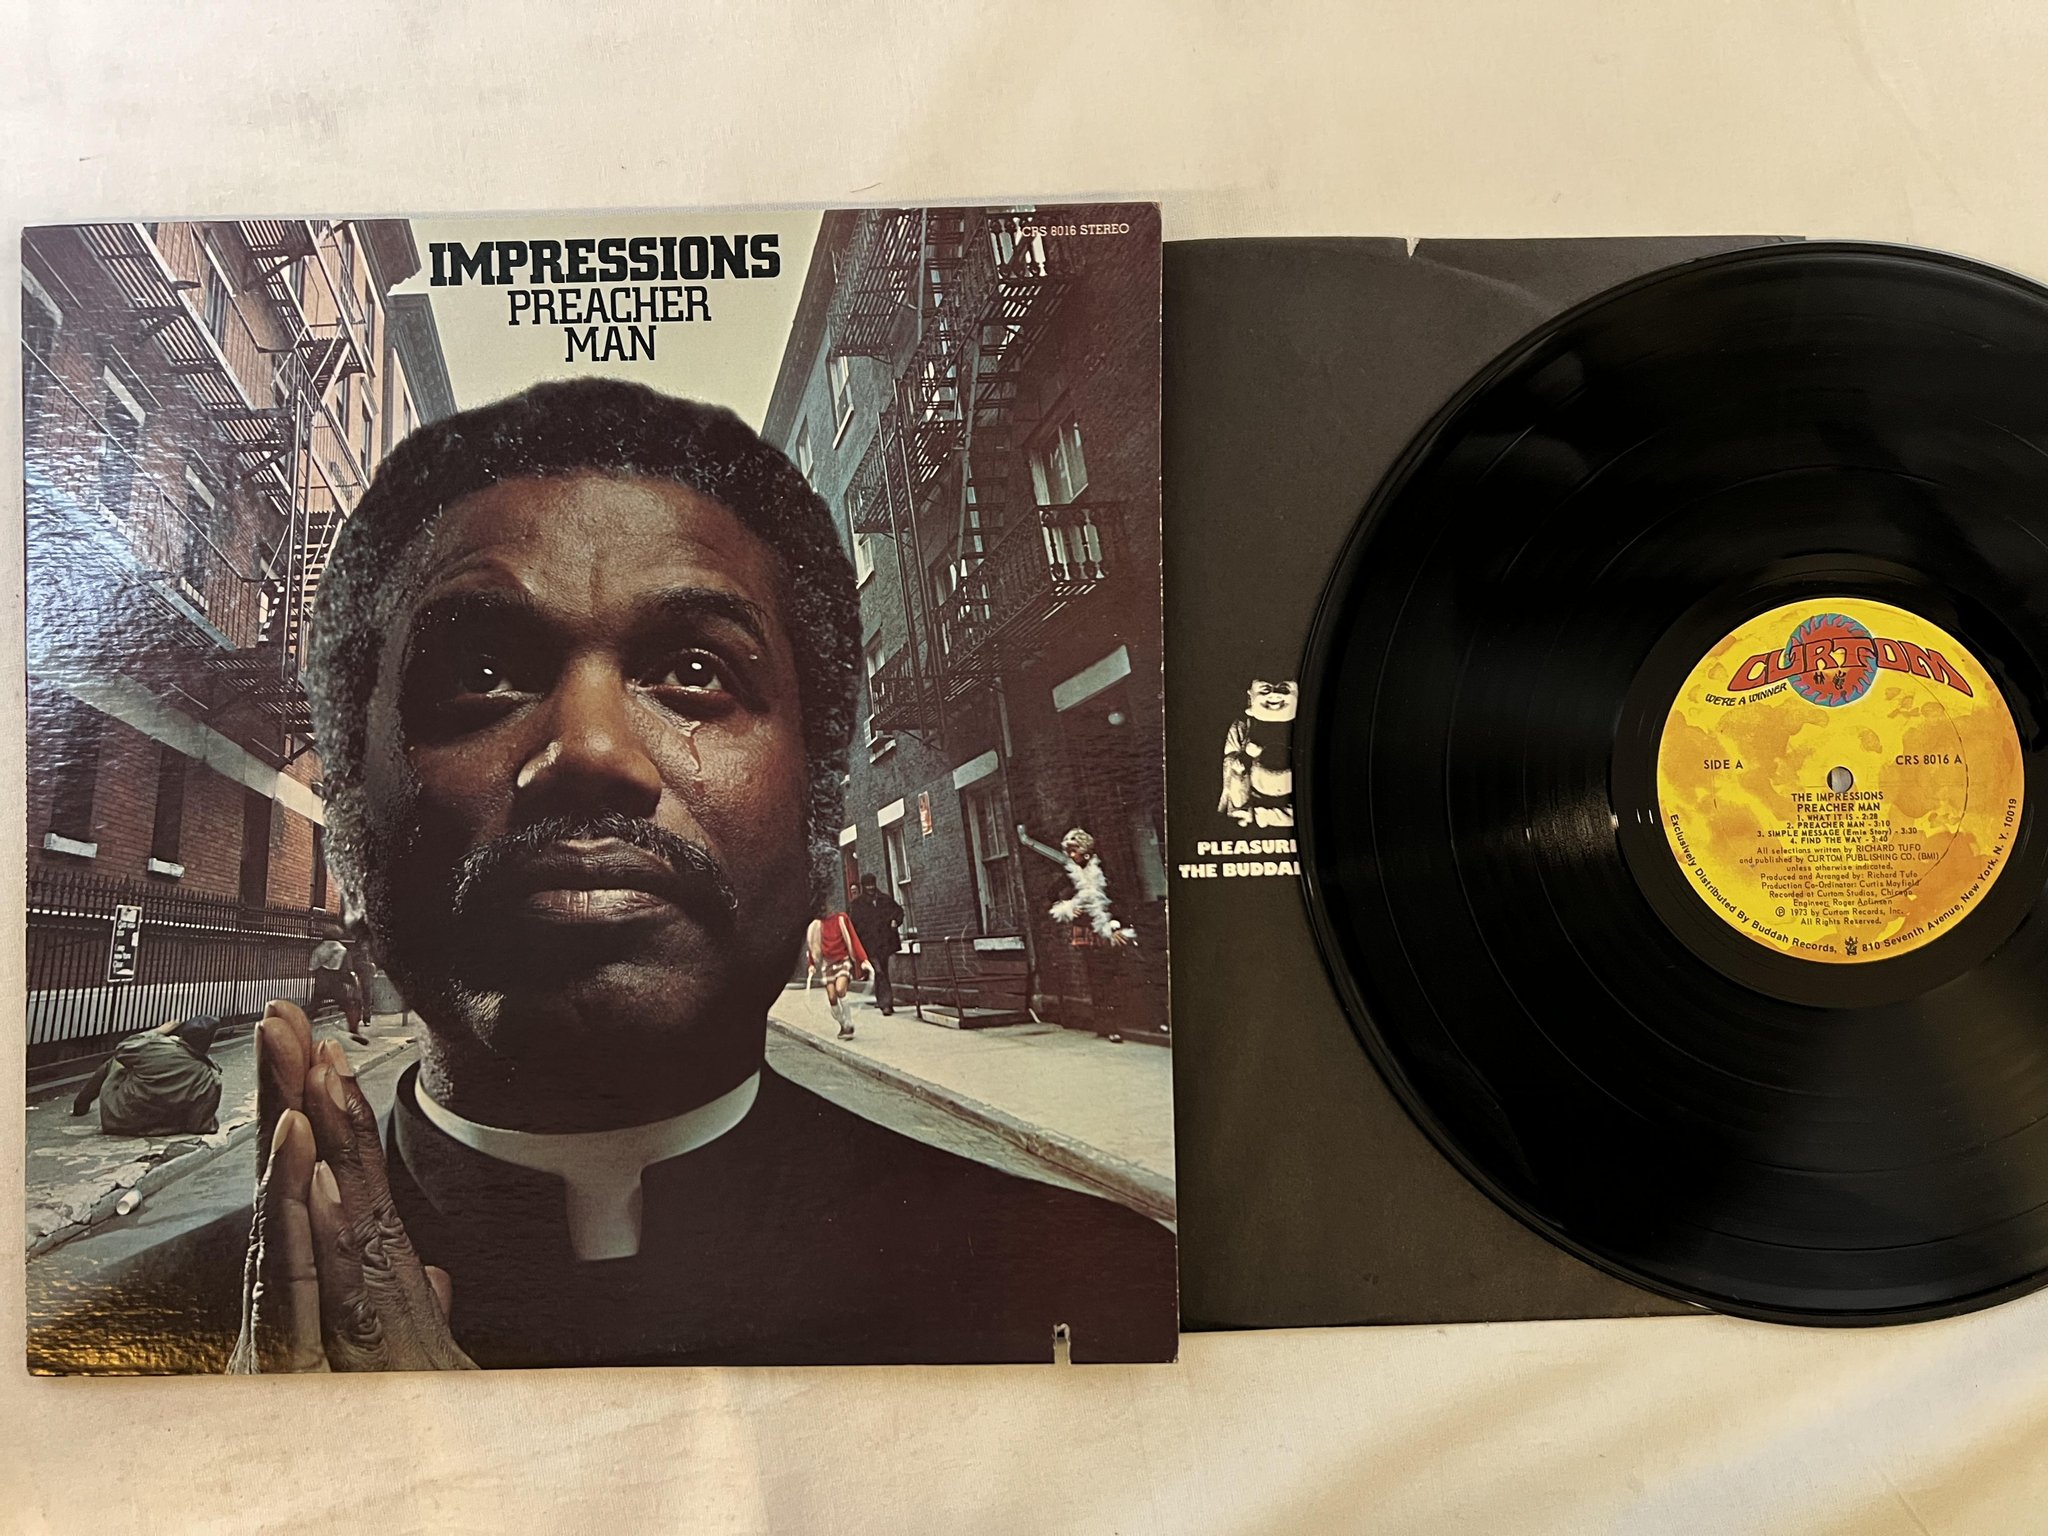 IMPRESSIONS
PREACHER
MAN
CRS 8016 STEREO
PLEASUR
THE BUDDA
CURTOM
WE'RE A WINNER
SIDE A
CRS 8016 A
THE IMPRESSIONS
PREACHER MAN
1. WHAT IT IS - 2:28
2. PREACHER MAN - 3:10
3. SIMPLE MESSAGE (Ernie Story) - 3:30
4. FIND THE WAY - 3:40
All selections written by RICHARD TUFO
and published by CURTOM PUBLISHING CO. (BMI)
unless otherwise indicated.
Produced and Arranged by: Richard Tufo
Production Co-Ordinator: Curtis Mayfield
Recorded at Curtom Studios, Chicago
Engineer: Roger Anfinsen
℗ 1973 by Curtom Records, Inc.
All Rights Reserved.
Exclusively Distributed By Buddah Records, 810 Seventh Avenue, New York, N. Y. 10019